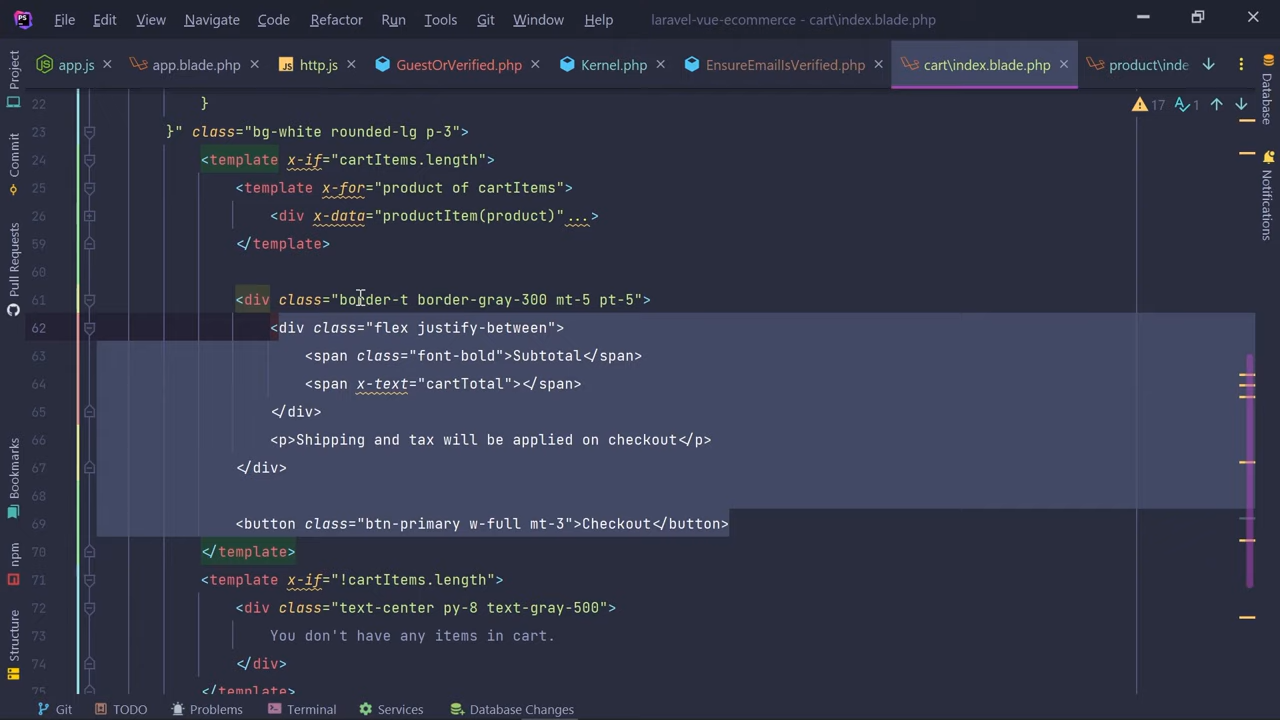 PS File Edit View Navigate Code Refactor Run Tools Git Window Help laravel-vue-ecommerce - cart\index.blade.php
app.js app.blade.php http.js GuestOrVerified.php Kernel.php EnsureEmailIsVerified.php cart\index.blade.php product\inde
Project
Commit
Pull Requests
Bookmarks
npm
Structure
Database
Notifications
17 1
22 }
23 }" class="bg-white rounded-lg p-3">
24 <template x-if="cartItems.length">
25 <template x-for="product of cartItems">
26 <div x-data="productItem(product)"...>
59 </template>
60
61 <div class="border-t border-gray-300 mt-5 pt-5">
62 <div class="flex justify-between">
63 <span class="font-bold">Subtotal</span>
64 <span x-text="cartTotal"></span>
65 </div>
66 <p>Shipping and tax will be applied on checkout</p>
67 </div>
68
69 <button class="btn-primary w-full mt-3">Checkout</button>
70 </template>
71 <template x-if="!cartItems.length">
72 <div class="text-center py-8 text-gray-500">
73 You don't have any items in cart.
74 </div>
75 </template>
Git TODO Problems Terminal Services Database Changes